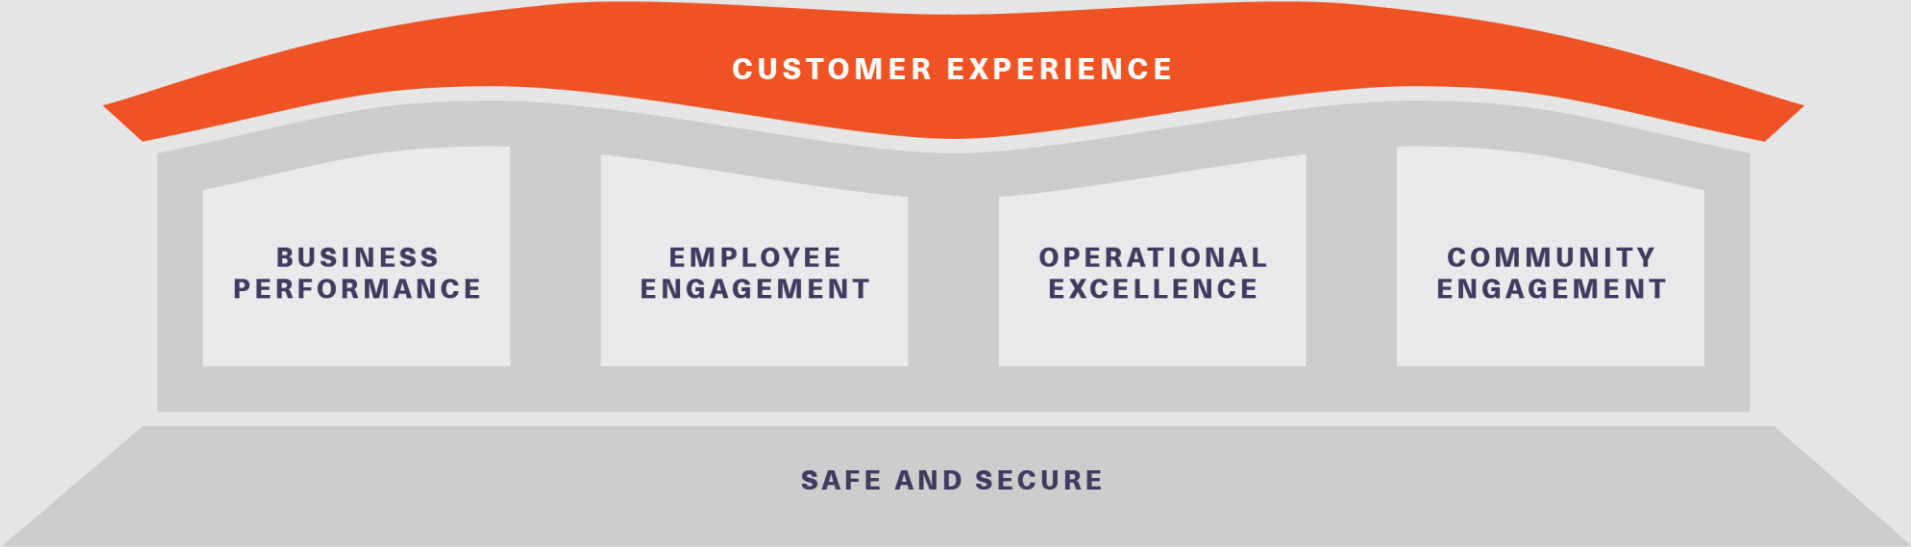 CUSTOMER EXPERIENCE
BUSINESS
PERFORMANCE
EMPLOYEE
ENGAGEMENT
OPERATIONAL
EXCELLENCE
COMMUNITY
ENGAGEMENT
SAFE AND SECURE